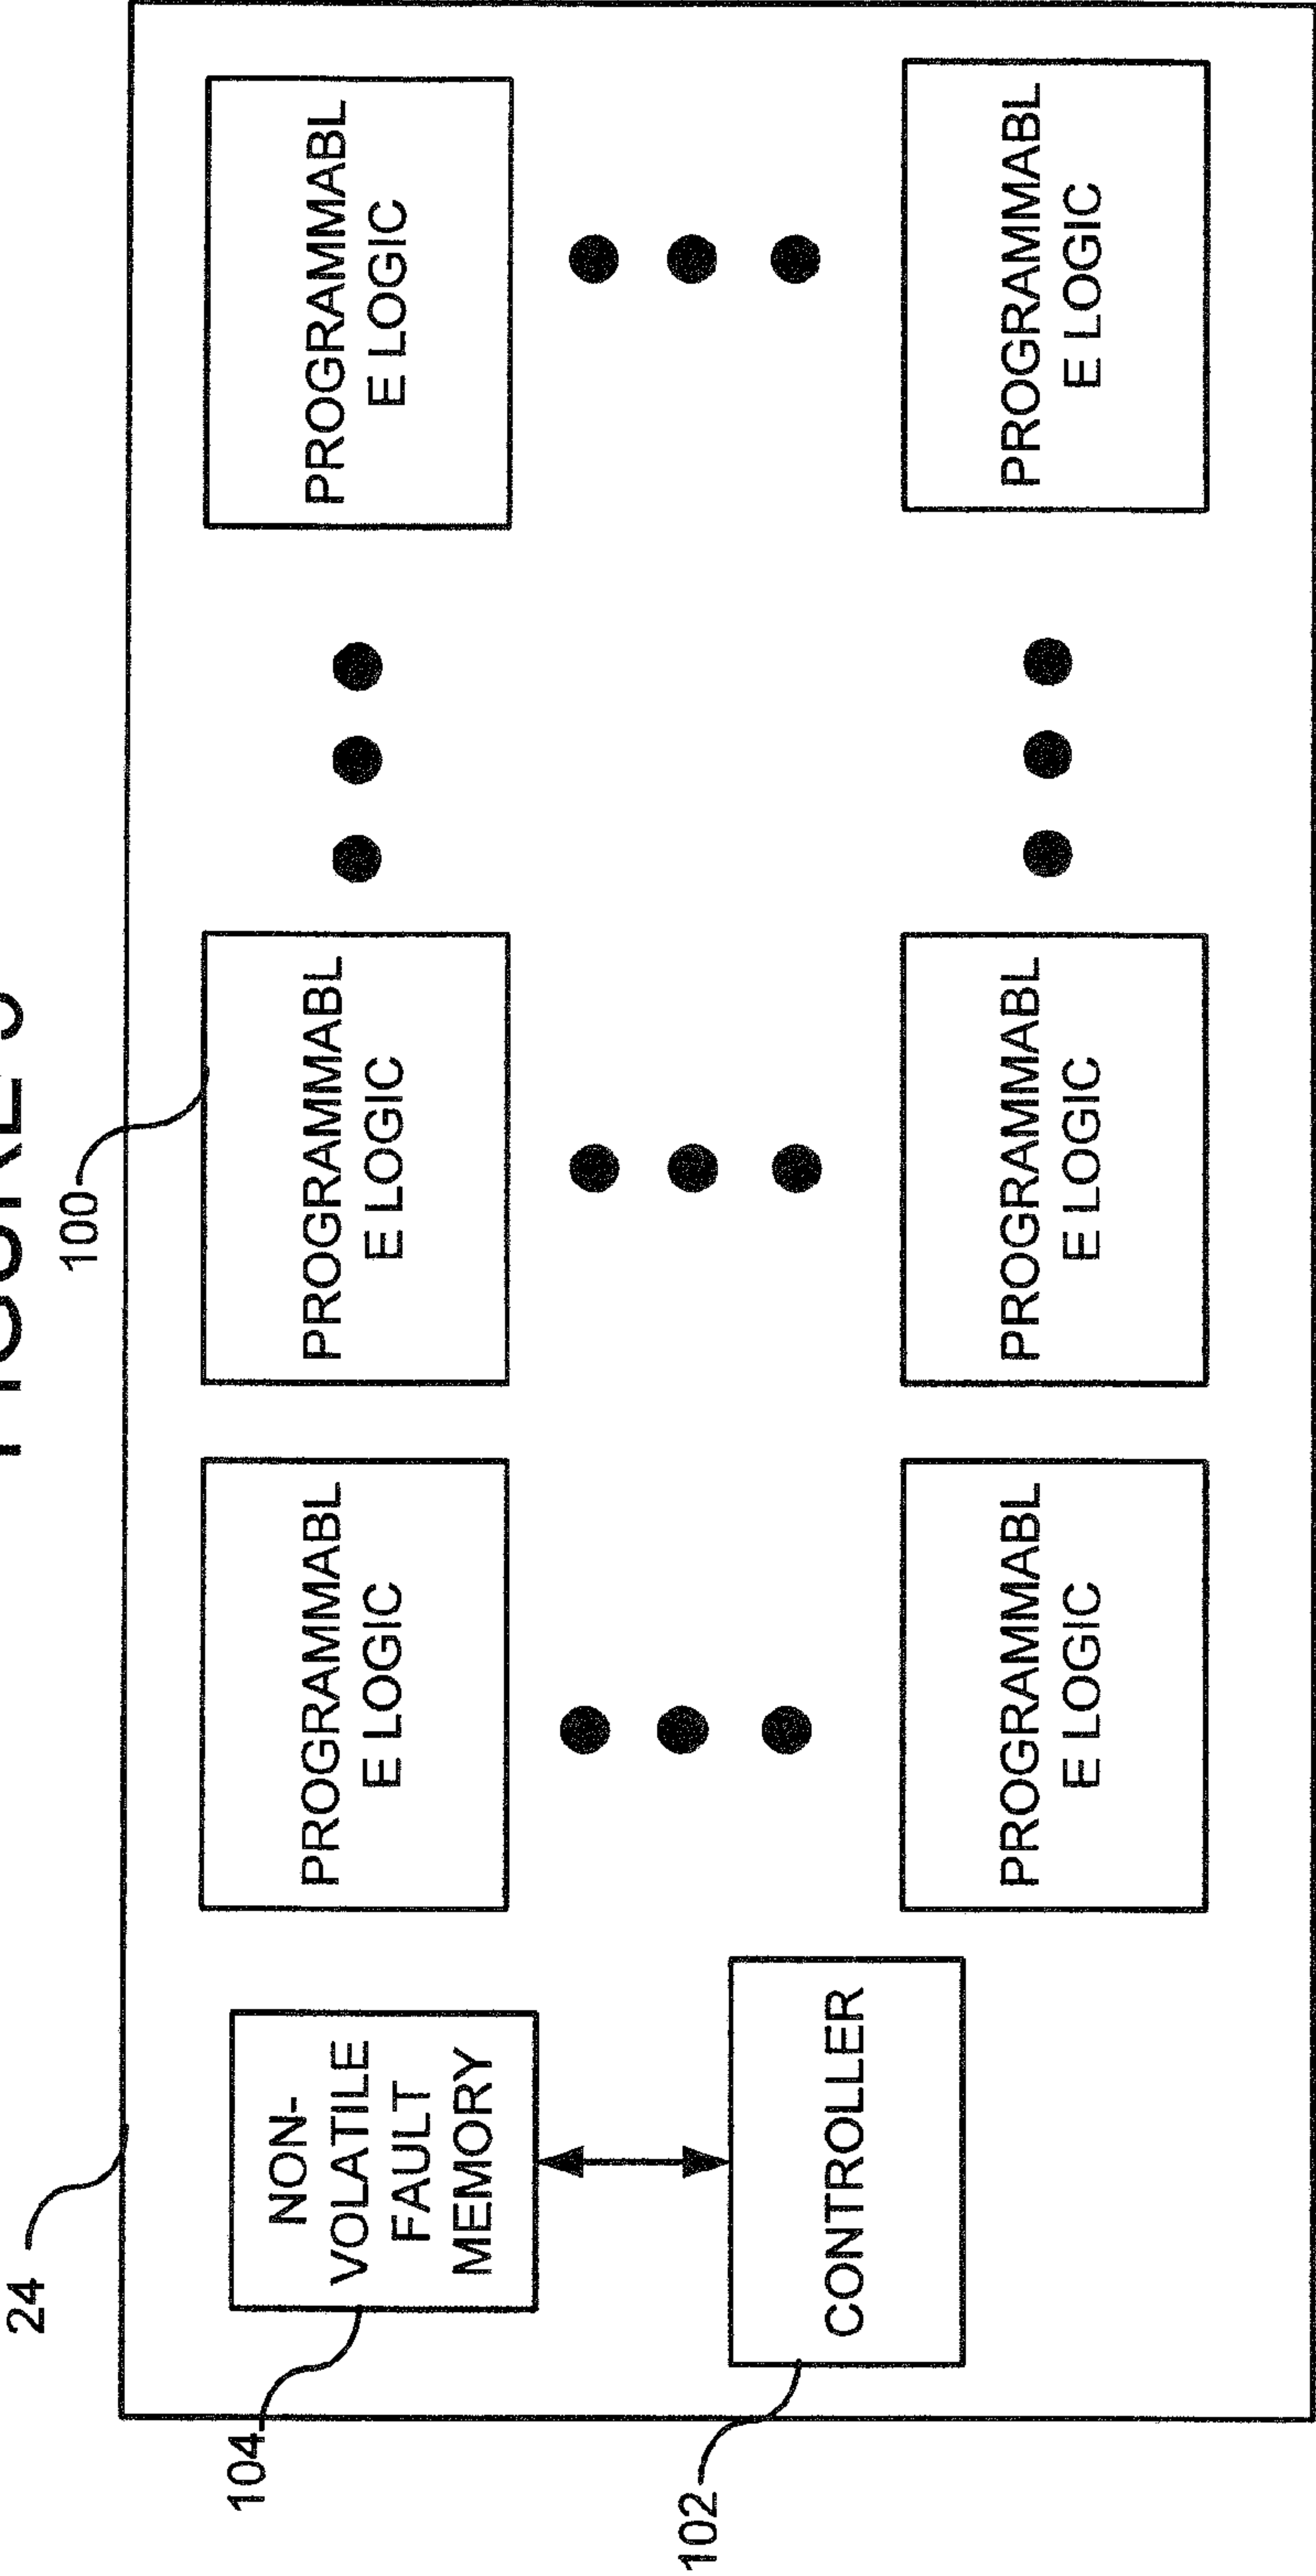 FIGURE
24
100
104
NON-
VOLATILE
FAULT
MEMORY
PROGRAMMABL
E LOGIC
PROGRAMMABL
E LOGIC
PROGRAMMABL
E LOGIC
102
CONTROLLER
PROGRAMMABL
E LOGIC
PROGRAMMABL
E LOGIC
PROGRAMMABL
E LOGIC